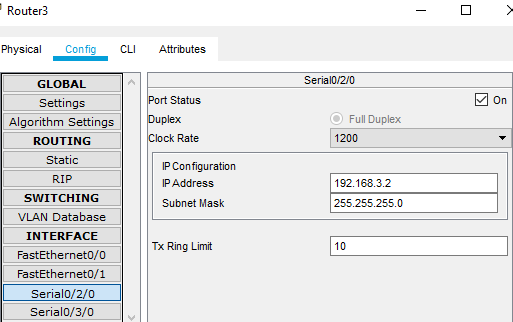 Router3
Physical Config CLI Attributes
GLOBAL
Settings
Algorithm Settings
ROUTING
Static
RIP
SWITCHING
VLAN Database
INTERFACE
FastEthernet0/0
FastEthernet0/1
Serial0/2/0
Serial0/3/0
Serial0/2/0
Port Status On
Duplex Full Duplex
Clock Rate 1200
IP Configuration
IP Address 192.168.3.2
Subnet Mask 255.255.255.0
Tx Ring Limit 10